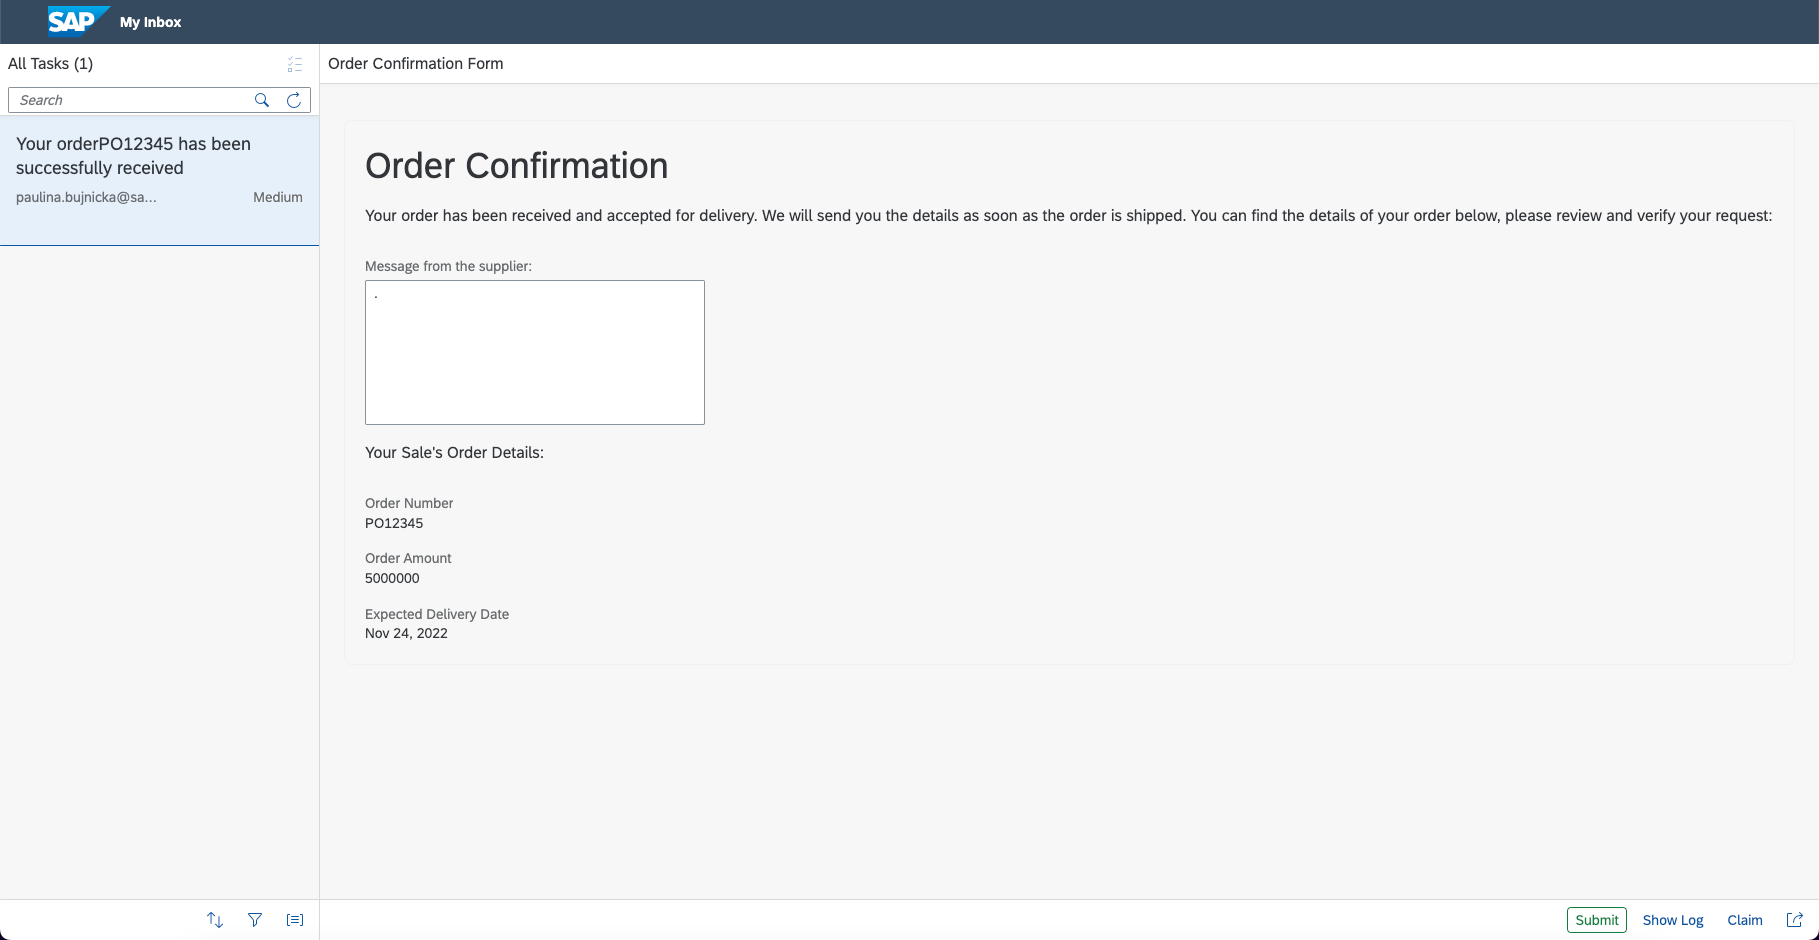 SAP My Inbox
All Tasks (1)
Search
Your orderPO12345 has been
successfully received
paulina.bujnicka@sa... Medium
Order Confirmation Form
Order Confirmation
Your order has been received and accepted for delivery. We will send you the details as soon as the order is shipped. You can find the details of your order below, please review and verify your request:
Message from the supplier:
.
Your Sale's Order Details:
Order Number
PO12345
Order Amount
5000000
Expected Delivery Date
Nov 24, 2022
Submit Show Log Claim